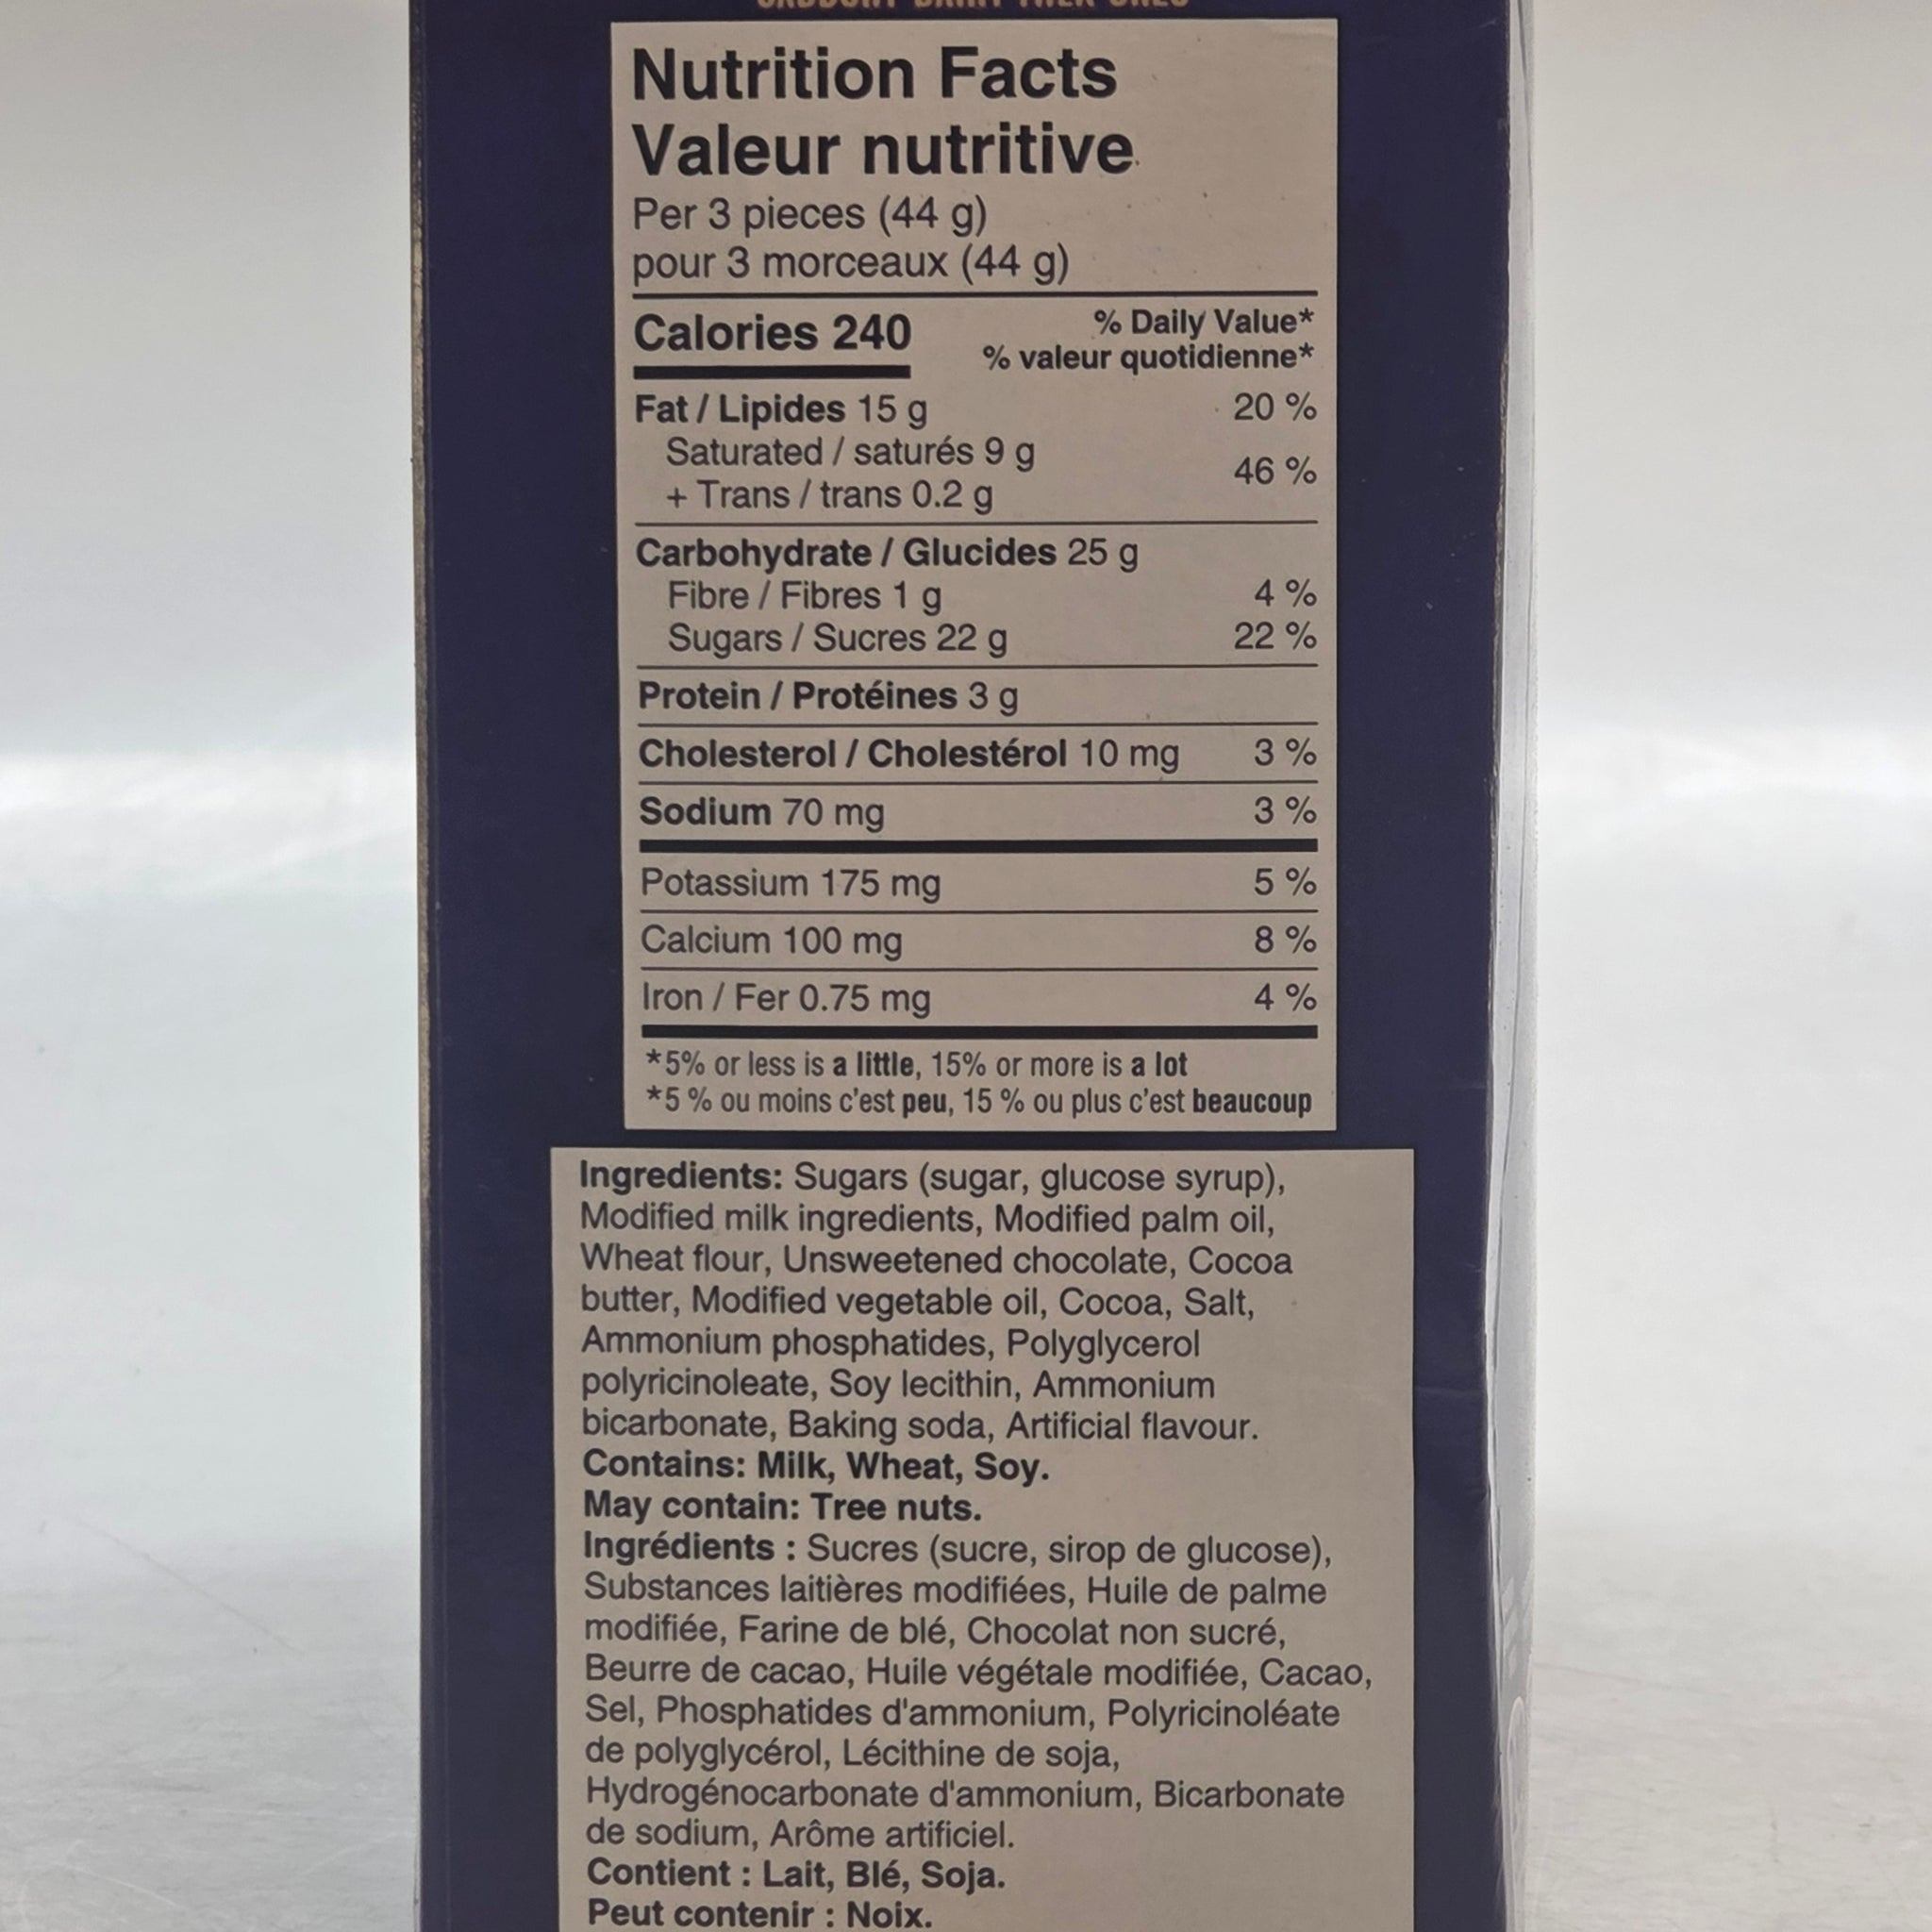 Nutrition Facts
Valeur nutritive
Per 3 pieces (44 g)
pour 3 morceaux (44 g)
Calories 240
% Daily Value*
% valeur quotidienne*
Fat / Lipides 15 g 20 %
Saturated / saturés 9 g
+ Trans / trans 0.2 g 46 %
Carbohydrate / Glucides 25 g
Fibre / Fibres 1 g 4 %
Sugars / Sucres 22 g 22 %
Protein / Protéines 3 g
Cholesterol / Cholestérol 10 mg 3 %
Sodium 70 mg 3 %
Potassium 175 mg 5 %
Calcium 100 mg 8 %
Iron / Fer 0.75 mg 4 %
*5% or less is a little, 15% or more is a lot
*5 % ou moins c'est peu, 15 % ou plus c'est beaucoup
Ingredients: Sugars (sugar, glucose syrup),
Modified milk ingredients, Modified palm oil,
Wheat flour, Unsweetened chocolate, Cocoa
butter, Modified vegetable oil, Cocoa, Salt,
Ammonium phosphatides, Polyglycerol
polyricinoleate, Soy lecithin, Ammonium
bicarbonate, Baking soda, Artificial flavour.
Contains: Milk, Wheat, Soy.
May contain: Tree nuts.
Ingrédients : Sucres (sucre, sirop de glucose),
Substances laitières modifiées, Huile de palme
modifiée, Farine de blé, Chocolat non sucré,
Beurre de cacao, Huile végétale modifiée, Cacao,
Sel, Phosphatides d'ammonium, Polyricinoléate
de polyglycérol, Lécithine de soja,
Hydrogénocarbonate d'ammonium, Bicarbonate
de sodium, Arôme artificiel.
Contient : Lait, Blé, Soja.
Peut contenir : Noix.